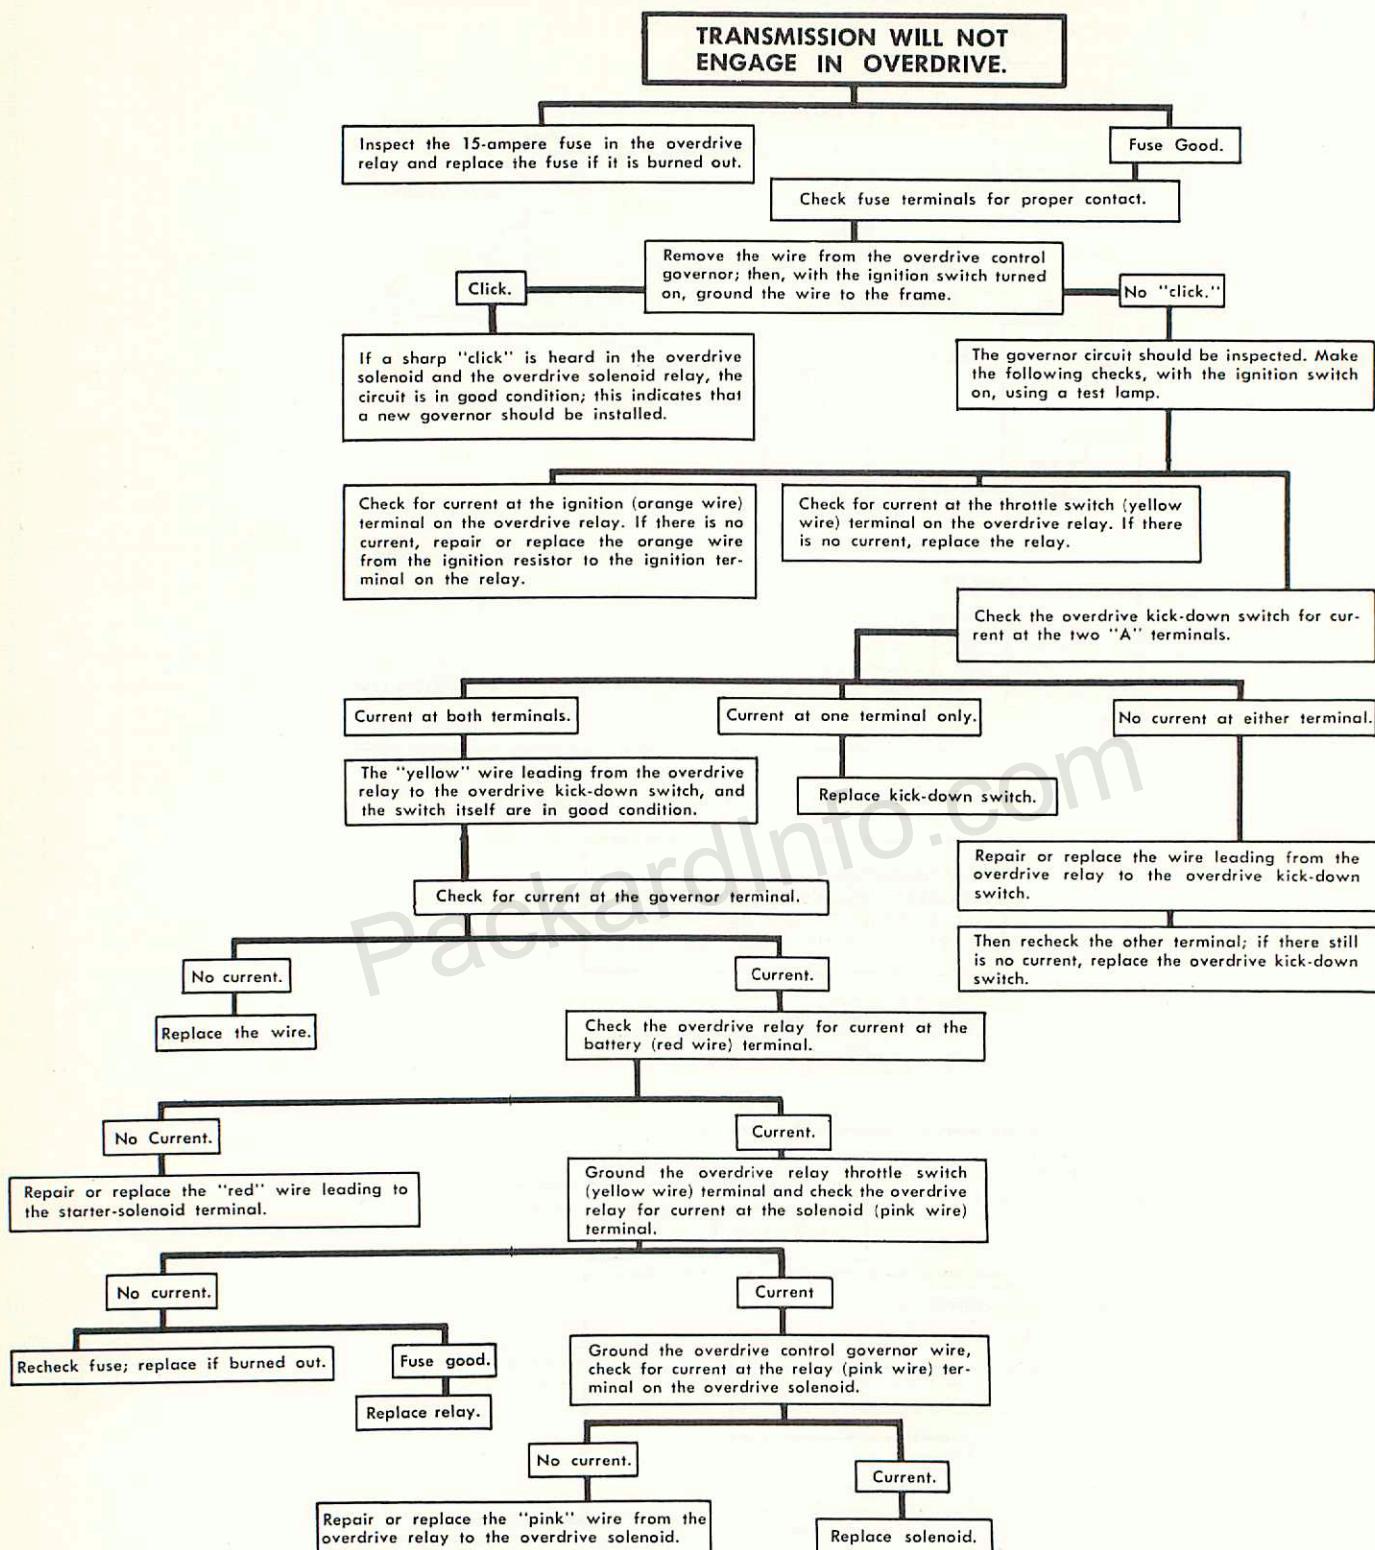 TRANSMISSION WILL NOT
ENGAGE IN OVERDRIVE.
Inspect the 15-ampere fuse in the overdrive
relay and replace the fuse if it is burned out.
Fuse Good.
Check fuse terminals for proper contact.
Remove the wire from the overdrive control
governor; then, with the ignition switch turned
on, ground the wire to the frame.
Click.
No "click."
If a sharp "click" is heard in the overdrive
solenoid and the overdrive solenoid relay, the
circuit is in good condition; this indicates that
a new governor should be installed.
The governor circuit should be inspected. Make
the following checks, with the ignition switch
on, using a test lamp.
Check for current at the ignition (orange wire)
terminal on the overdrive relay. If there is no
current, repair or replace the orange wire
from the ignition resistor to the ignition ter-
minal on the relay.
Check for current at the throttle switch (yellow
wire) terminal on the overdrive relay. If there
is no current, replace the relay.
Check the overdrive kick-down switch for cur-
rent at the two "A" terminals.
Current at both terminals.
Current at one terminal only.
No current at either terminal.
The "yellow" wire leading from the overdrive
relay to the overdrive kick-down switch, and
the switch itself are in good condition.
Replace kick-down switch.
Repair or replace the wire leading from the
overdrive relay to the overdrive kick-down
switch.
Check for current at the governor terminal.
Then recheck the other terminal; if there still
is no current, replace the overdrive kick-down
switch.
No current.
Current.
Replace the wire.
Check the overdrive relay for current at the
battery (red wire) terminal.
No Current.
Current.
Repair or replace the "red" wire leading to
the starter-solenoid terminal.
Ground the overdrive relay throttle switch
(yellow wire) terminal and check the overdrive
relay for current at the solenoid (pink wire)
terminal.
No current.
Current
Recheck fuse; replace if burned out.
Fuse good.
Replace relay.
Ground the overdrive control governor wire,
check for current at the relay (pink wire) ter-
minal on the overdrive solenoid.
No current.
Current.
Repair or replace the "pink" wire from the
overdrive relay to the overdrive solenoid.
Replace solenoid.
PackardInfo.com